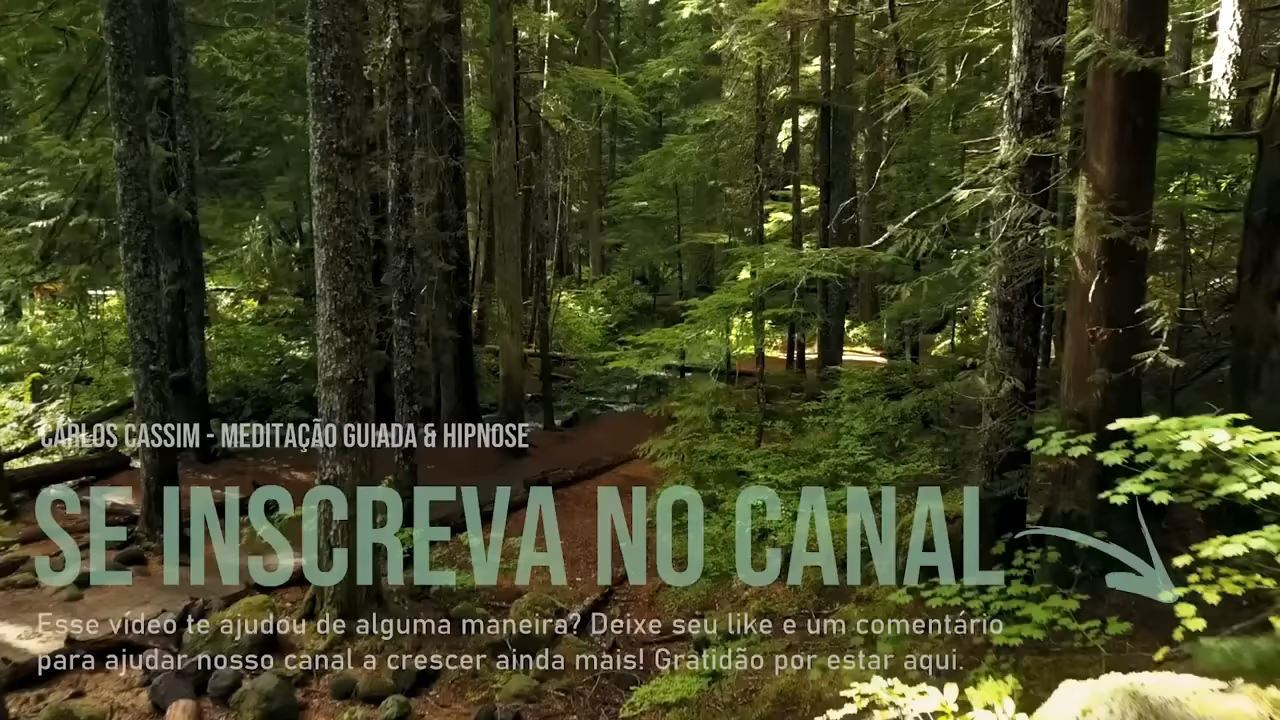 CARLOS CASSIM - MEDITAÇÃO GUIADA & HIPNOSE
SE INSCREVA NO CANAL
Esse vídeo te ajudou de alguma maneira? Deixe seu like e um comentário
para ajudar nosso canal a crescer ainda mais! Gratidão por estar aqui.